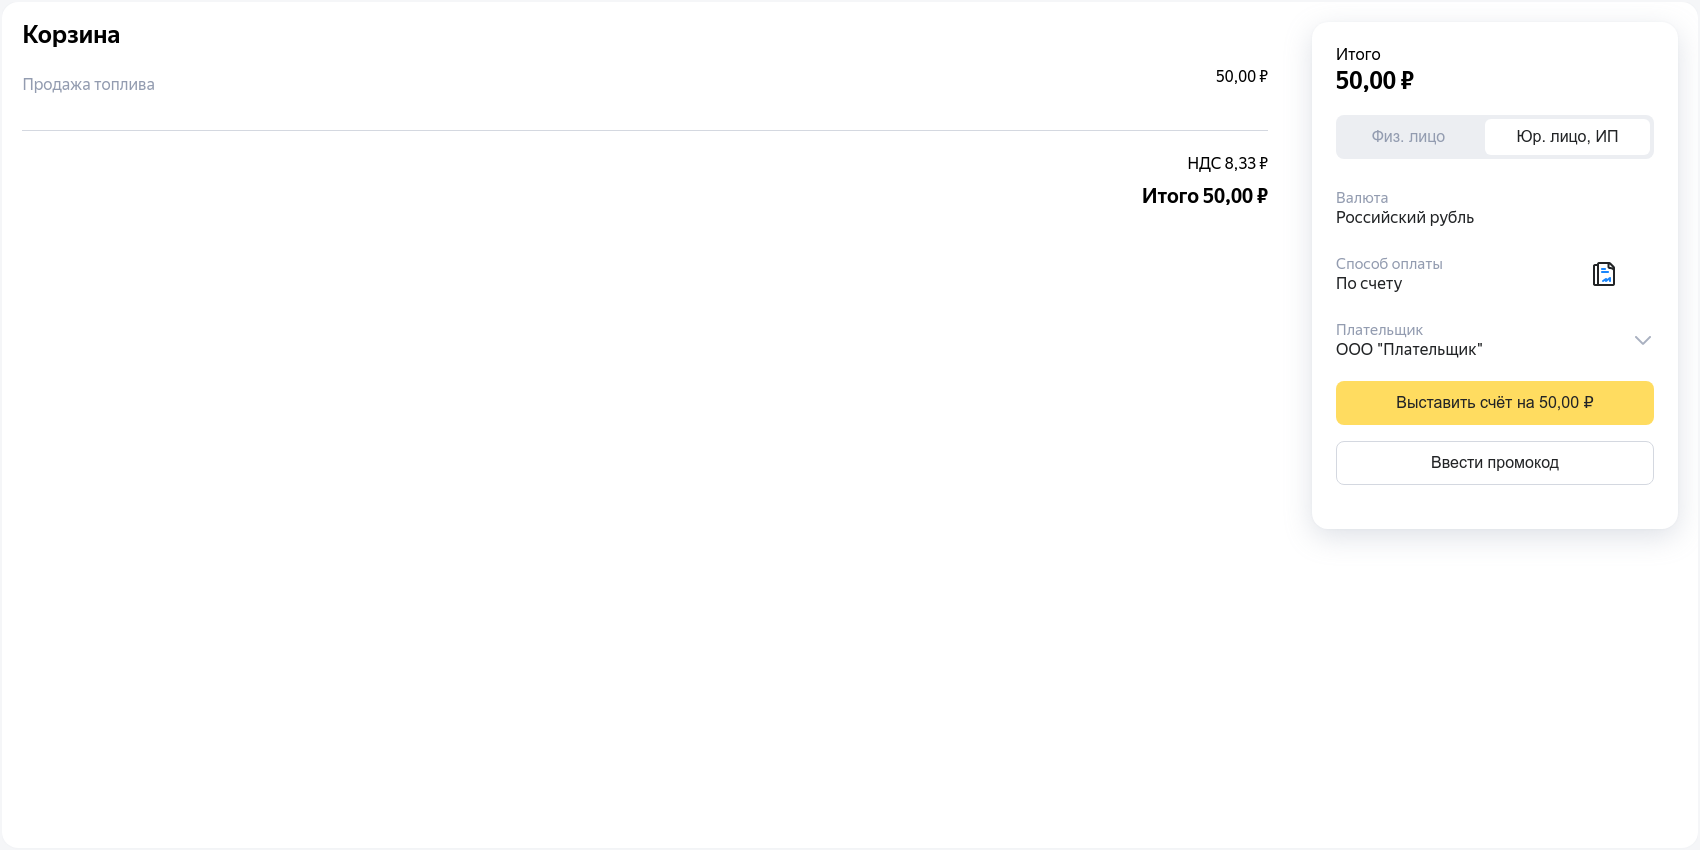 Корзина
Продажа топлива
50,00 ₽
НДС 8,33 ₽
Итого 50,00 ₽
Итого
50,00 ₽
Физ. лицо
Юр. лицо, ИП
Валюта
Российский рубль
Способ оплаты
По счету
Плательщик
ООО "Плательщик"
Выставить счёт на 50,00 ₽
Ввести промокод